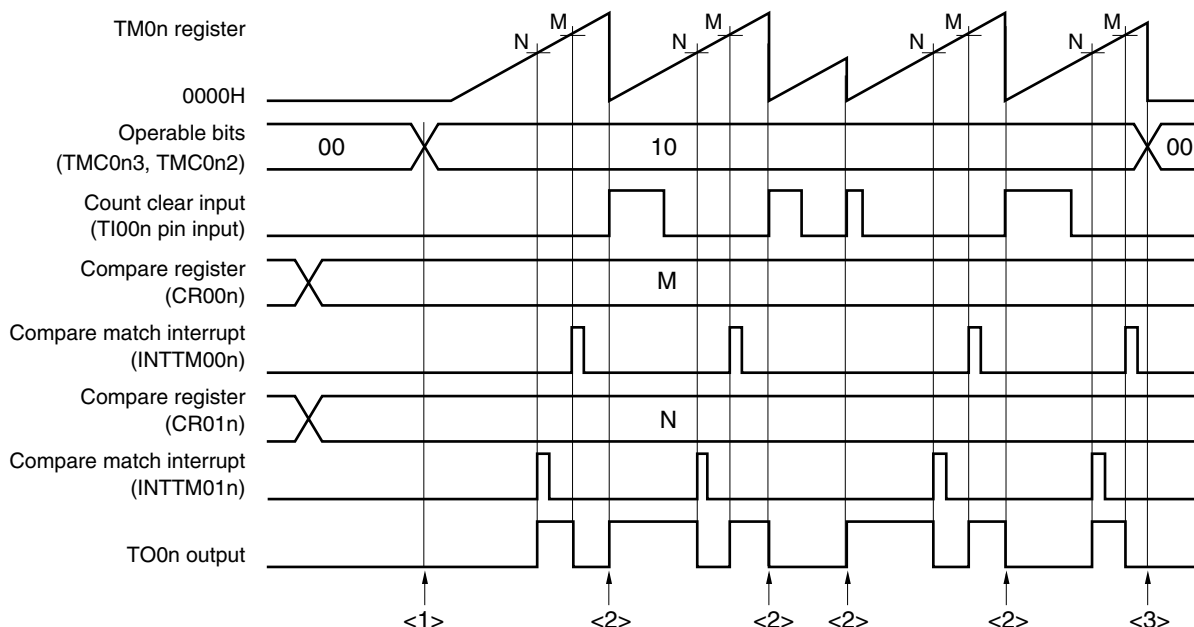 TM0n register
N M N M N M N M
0000H
Operable bits
(TMC0n3, TMC0n2)
00 10 00
Count clear input
(TI00n pin input)
Compare register
(CR00n)
M
Compare match interrupt
(INTTM00n)
Compare register
(CR01n)
N
Compare match interrupt
(INTTM01n)
TO0n output
<1> <2> <2> <2> <2> <3>